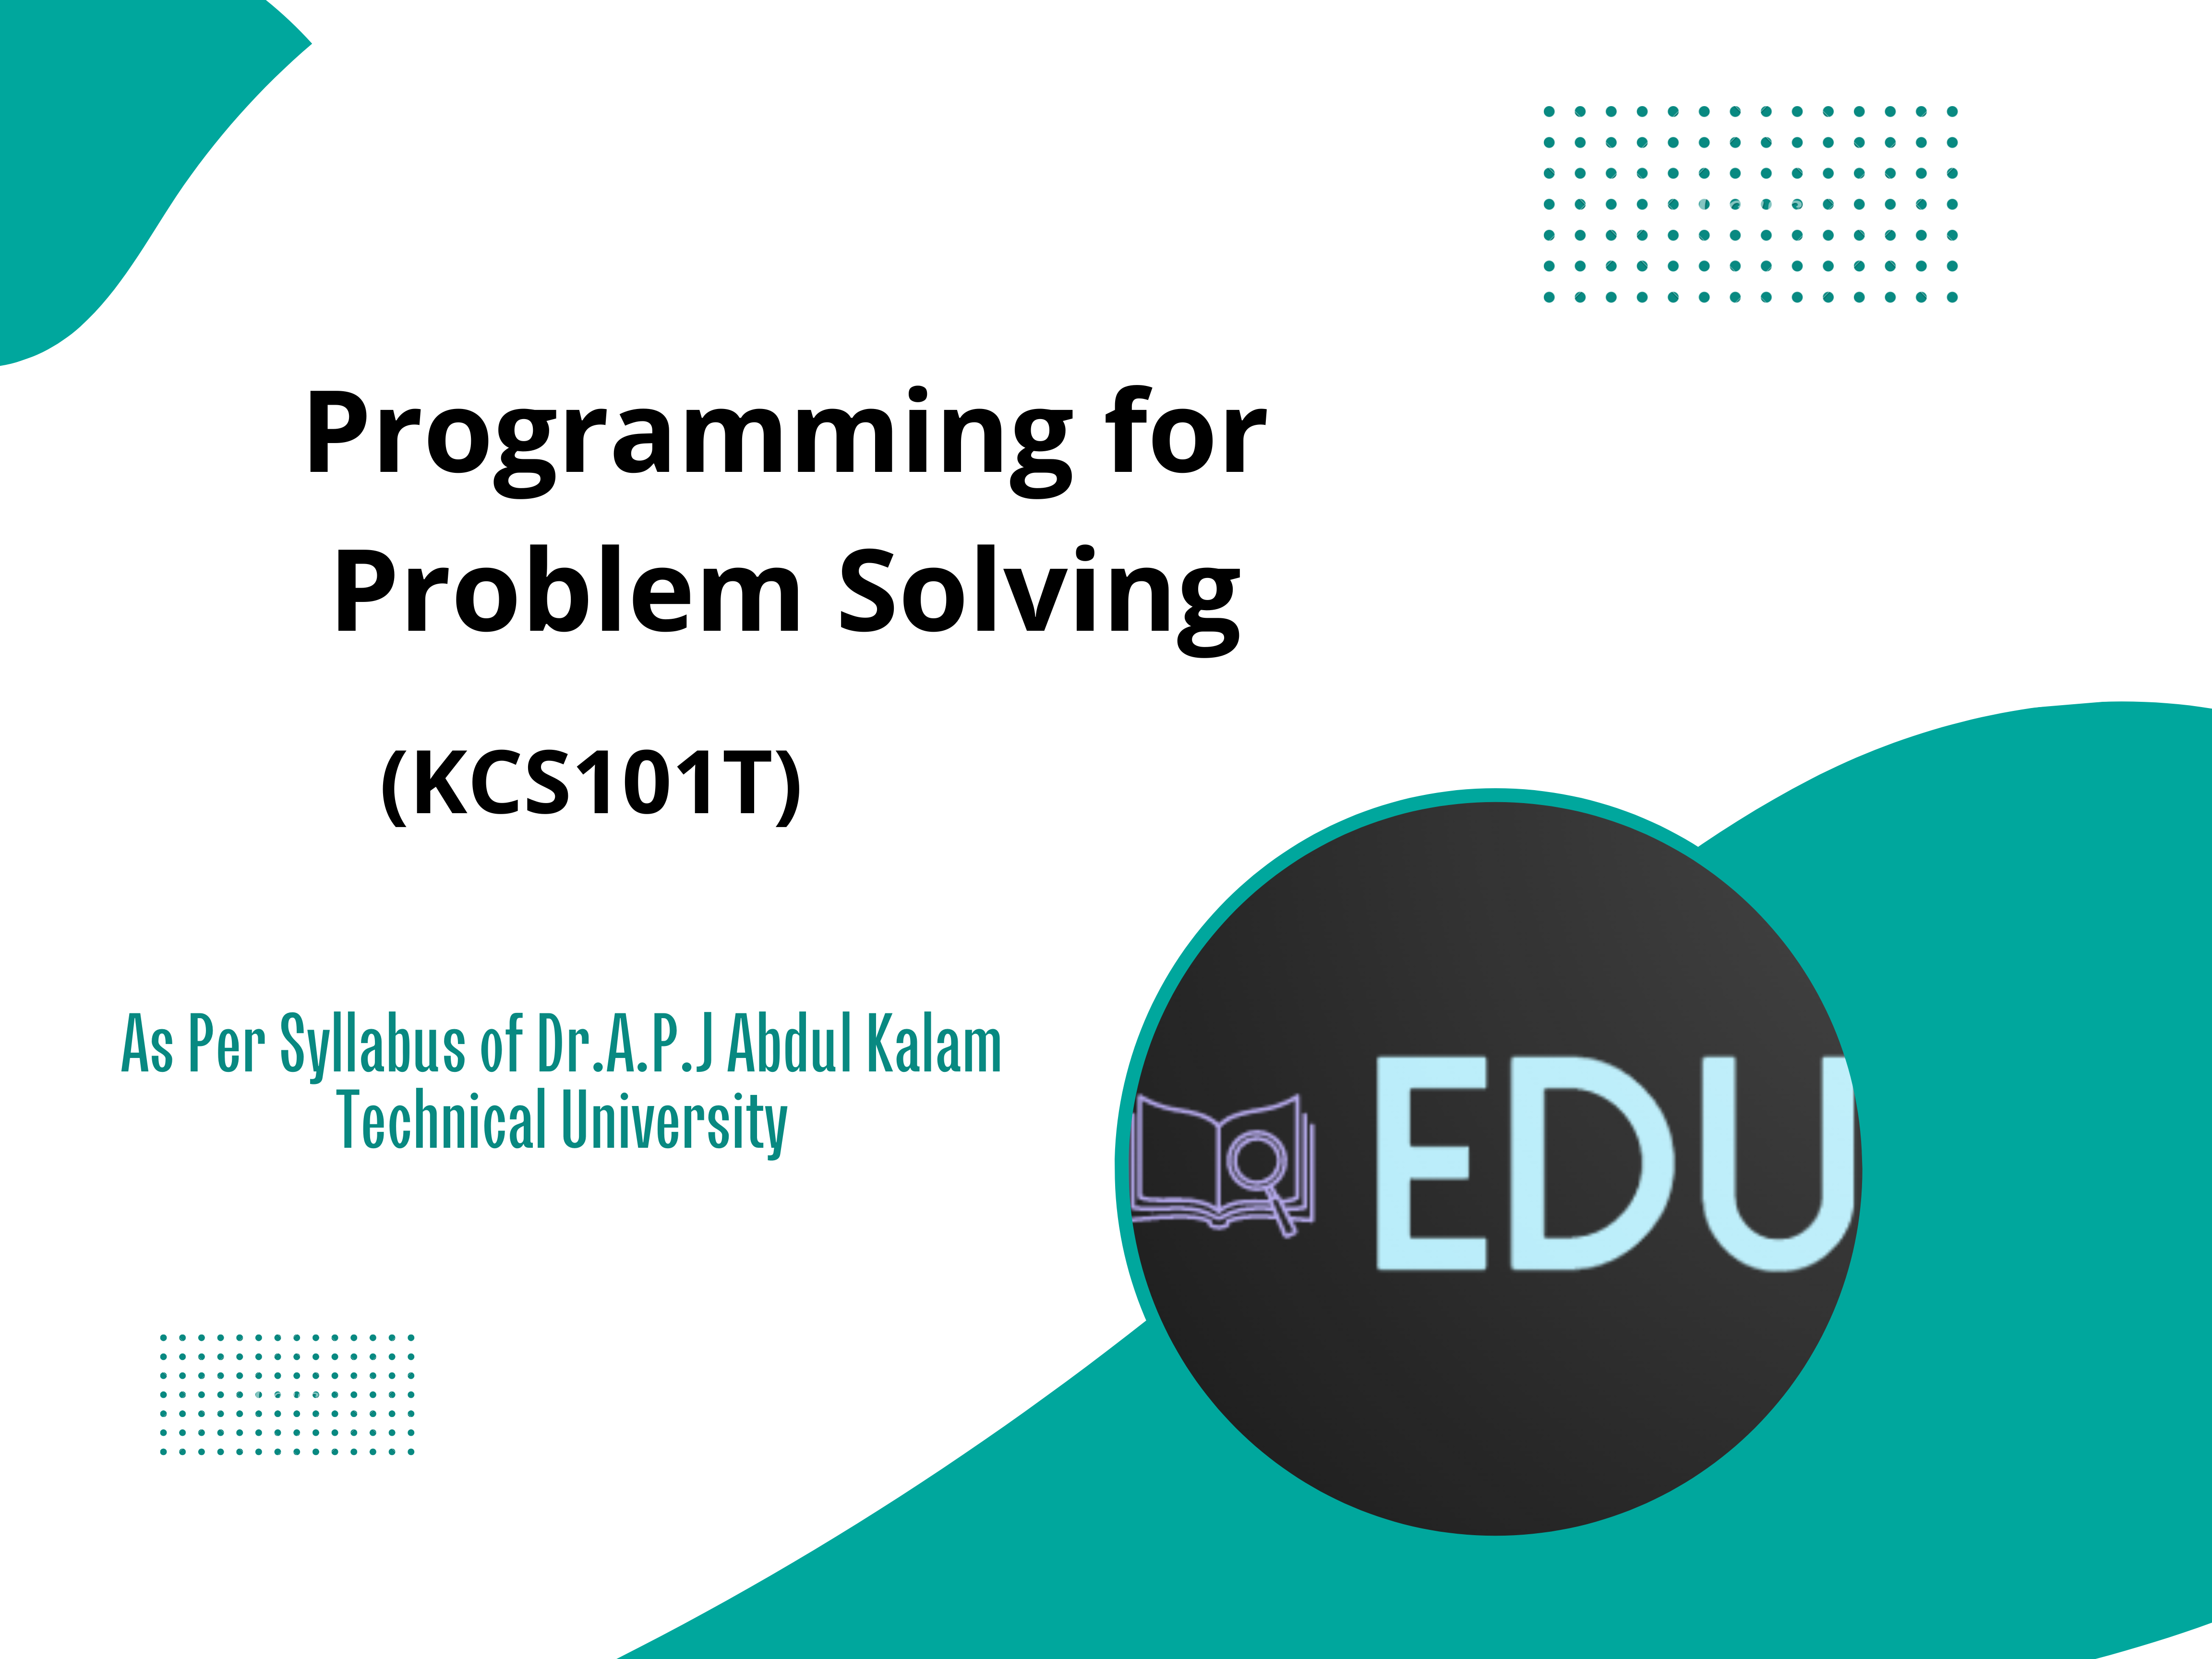 Programming for
Problem Solving
(KCS101T)
As Per Syllabus of Dr.A.P.J Abdul Kalam
Technical University
EDU